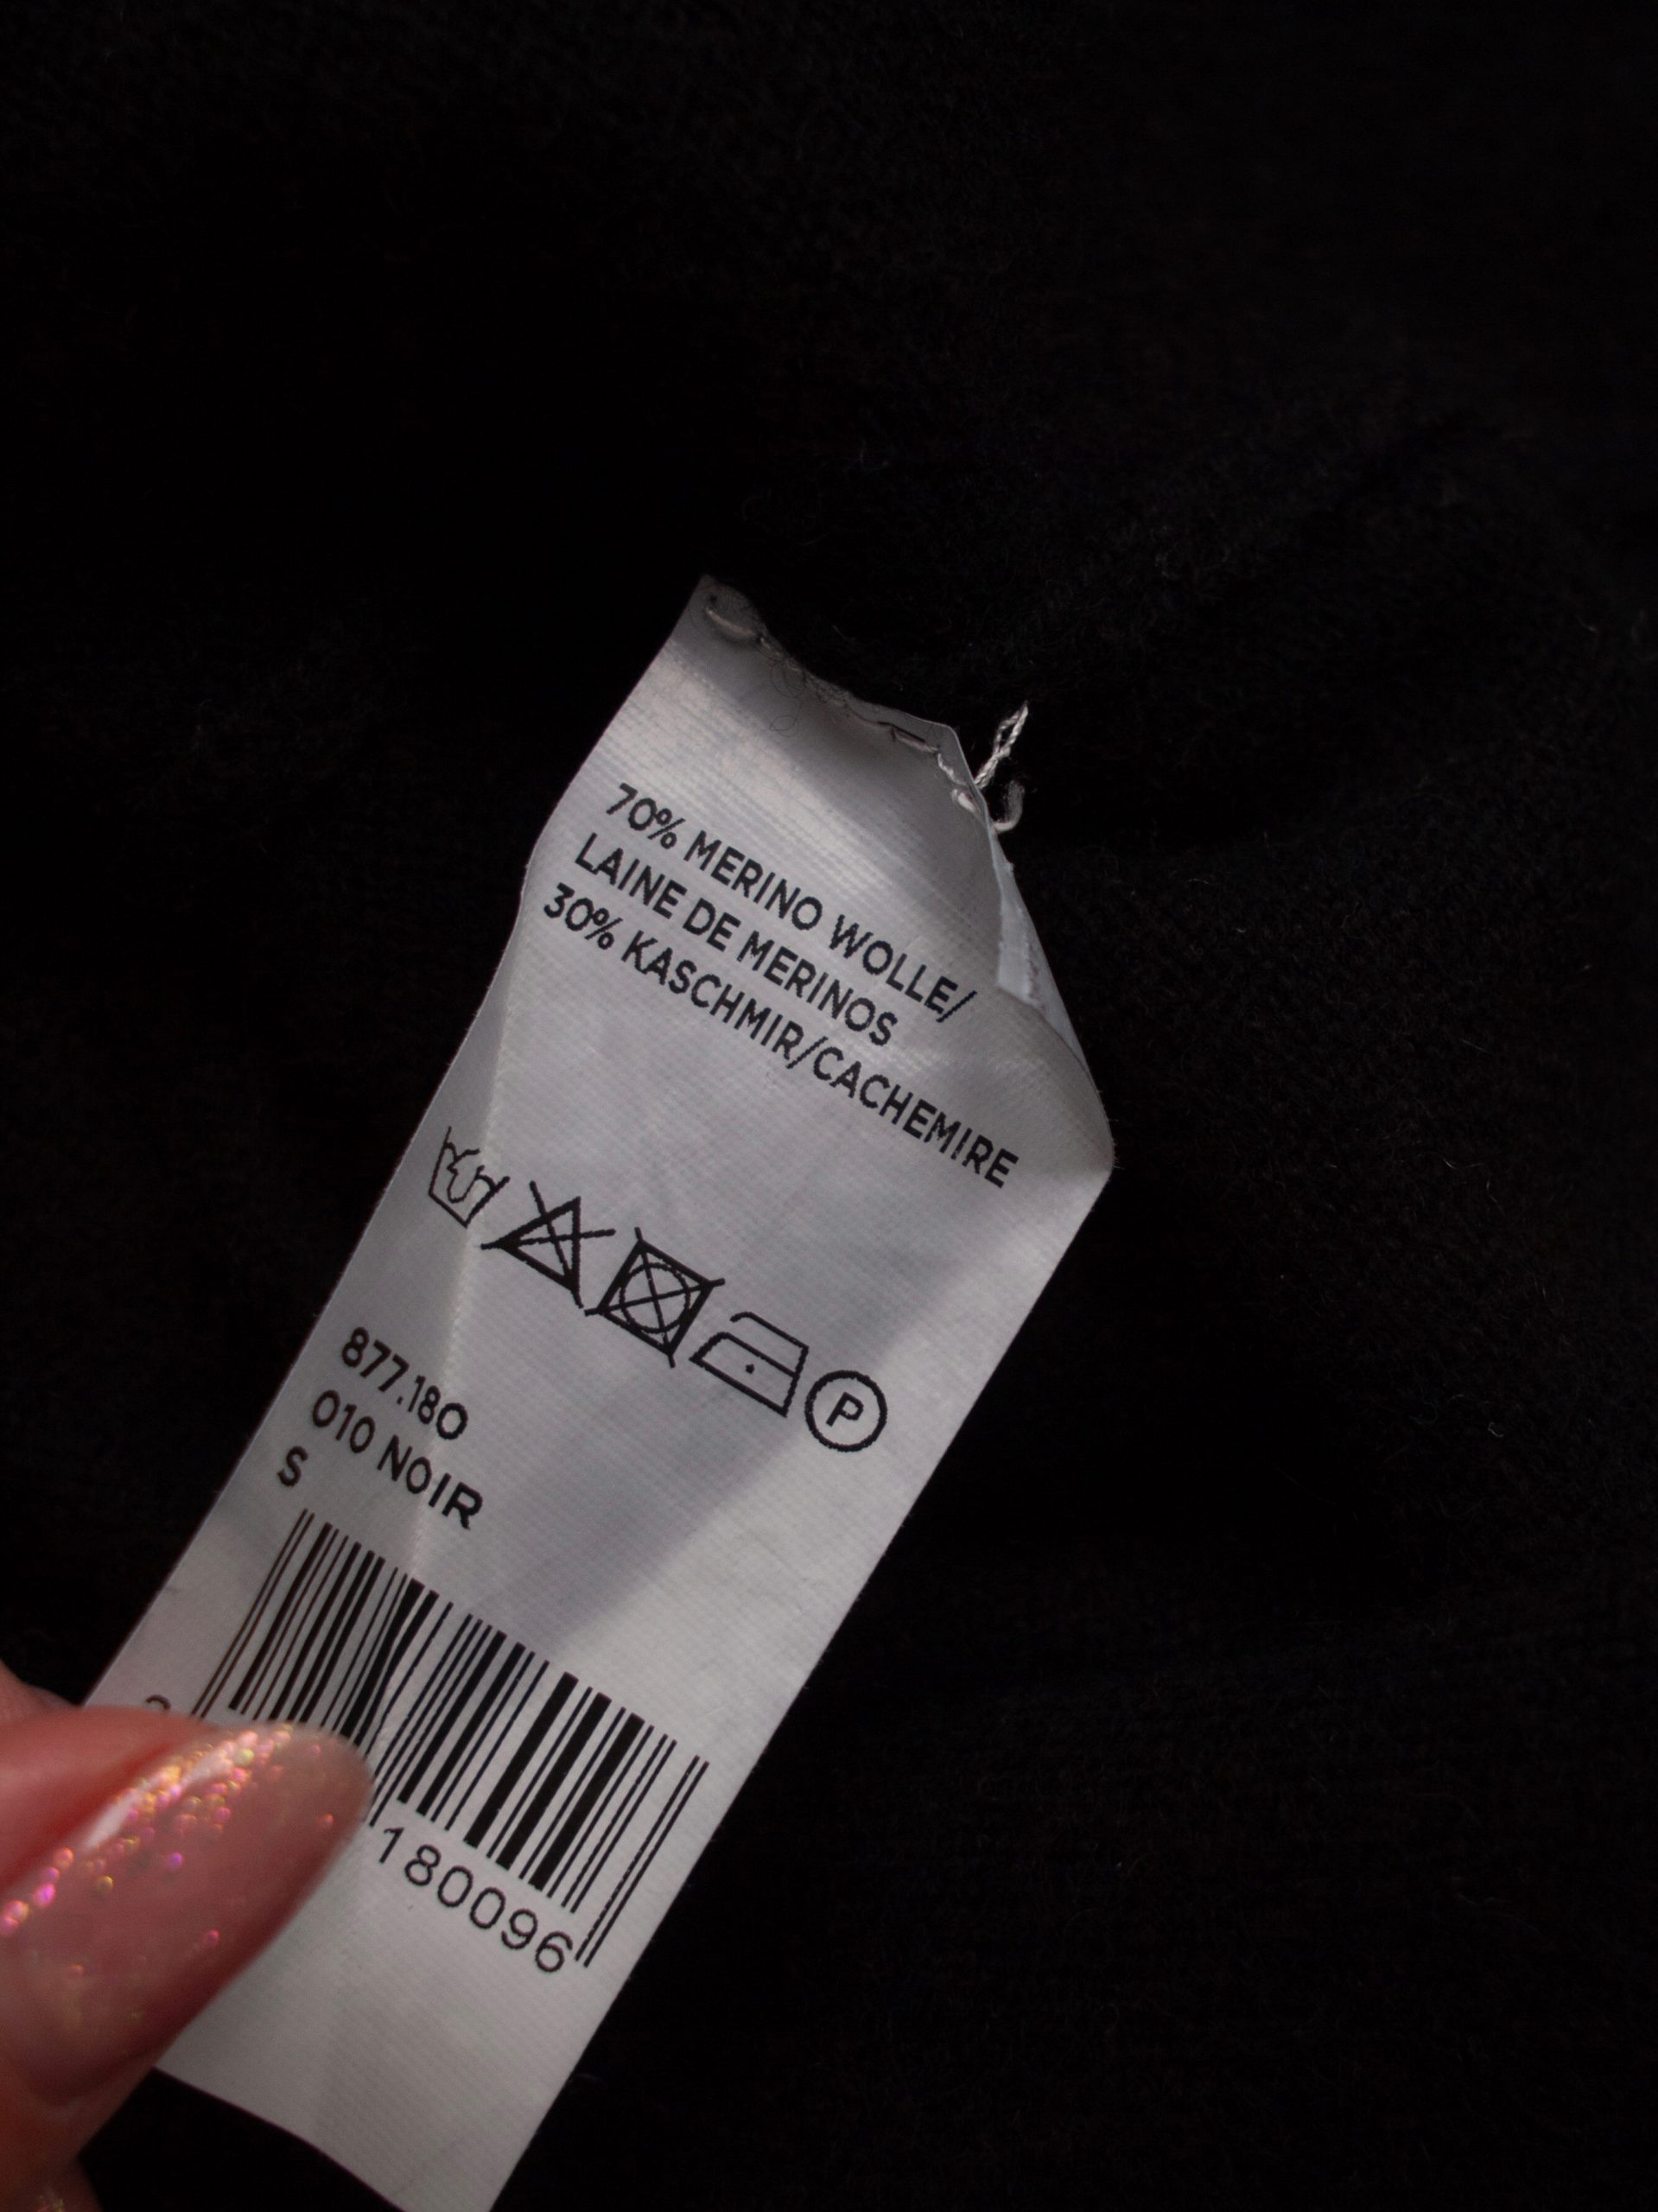 70% MERINO WOLLE/
LAINE DE MERINOS
30% KASCHMIR/CACHEMIRE
P
877.180
010 NOIR
S
180096